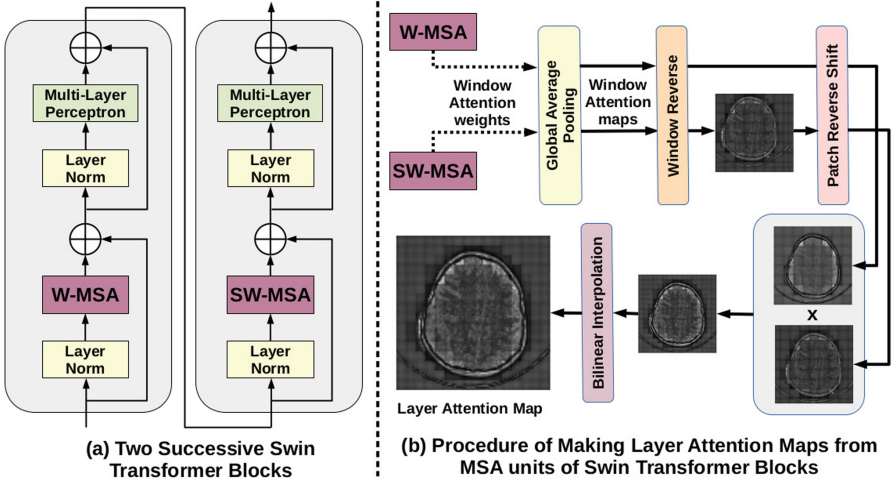 Multi-Layer
Perceptron
Layer
Norm
W-MSA
Layer
Norm
Multi-Layer
Perceptron
Layer
Norm
SW-MSA
Layer
Norm
(a) Two Successive Swin
Transformer Blocks
W-MSA
SW-MSA
Window
Attention
weights
Global Average
Pooling
Window
Attention
maps
Window Reverse
Patch Reverse Shift
x
Bilinear Interpolation
Layer Attention Map
(b) Procedure of Making Layer Attention Maps from
MSA units of Swin Transformer Blocks